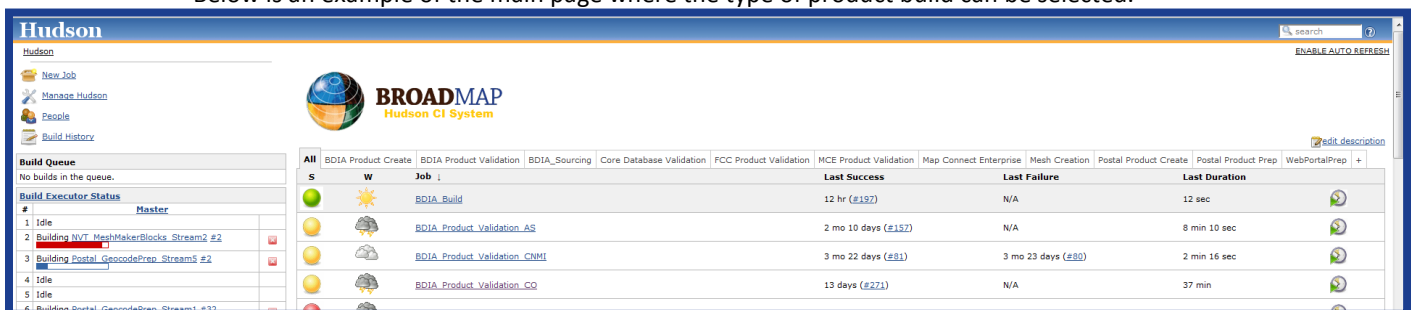 Below is an example of the main page where the type of product build can be selected.
Hudson
search
Hudson
ENABLE AUTO REFRESH
New Job
Manage Hudson
People
Build History
BROADMAP
Hudson CI System
edit description
Build Queue
No builds in the queue.
Build Executor Status
# Master
1 Idle
2 Building NVT_MeshMakerBlocks_Stream2 #2
3 Building Postal_GeocodePrep_Stream5 #2
4 Idle
5 Idle
6 Building Postal_GeocodePrep_Stream1 #32
All BDIA Product Create BDIA Product Validation BDIA_Sourcing Core Database Validation FCC Product Validation MCE Product Validation Map Connect Enterprise Mesh Creation Postal Product Create Postal Product Prep WebPortalPrep +
S W Job ↓ Last Success Last Failure Last Duration
BDIA_Build 12 hr (#197) N/A 12 sec
BDIA_Product_Validation_AS 2 mo 10 days (#157) N/A 8 min 10 sec
BDIA_Product_Validation_CNMI 3 mo 22 days (#81) 3 mo 23 days (#80) 2 min 16 sec
BDIA_Product_Validation_CO 13 days (#271) N/A 37 min